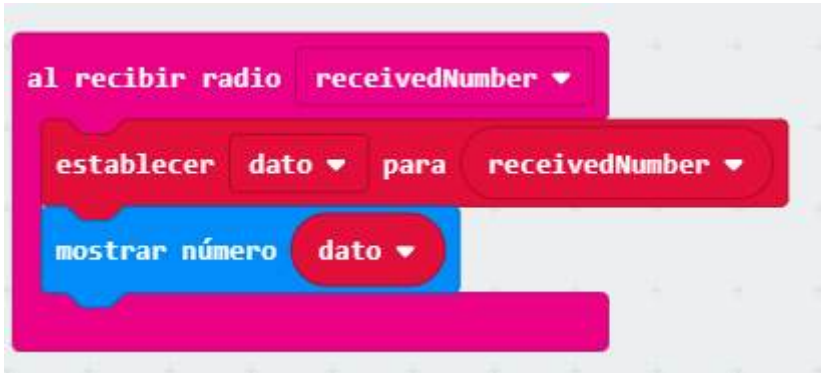 al recibir radio receivedNumber
establecer dato para receivedNumber
mostrar número dato